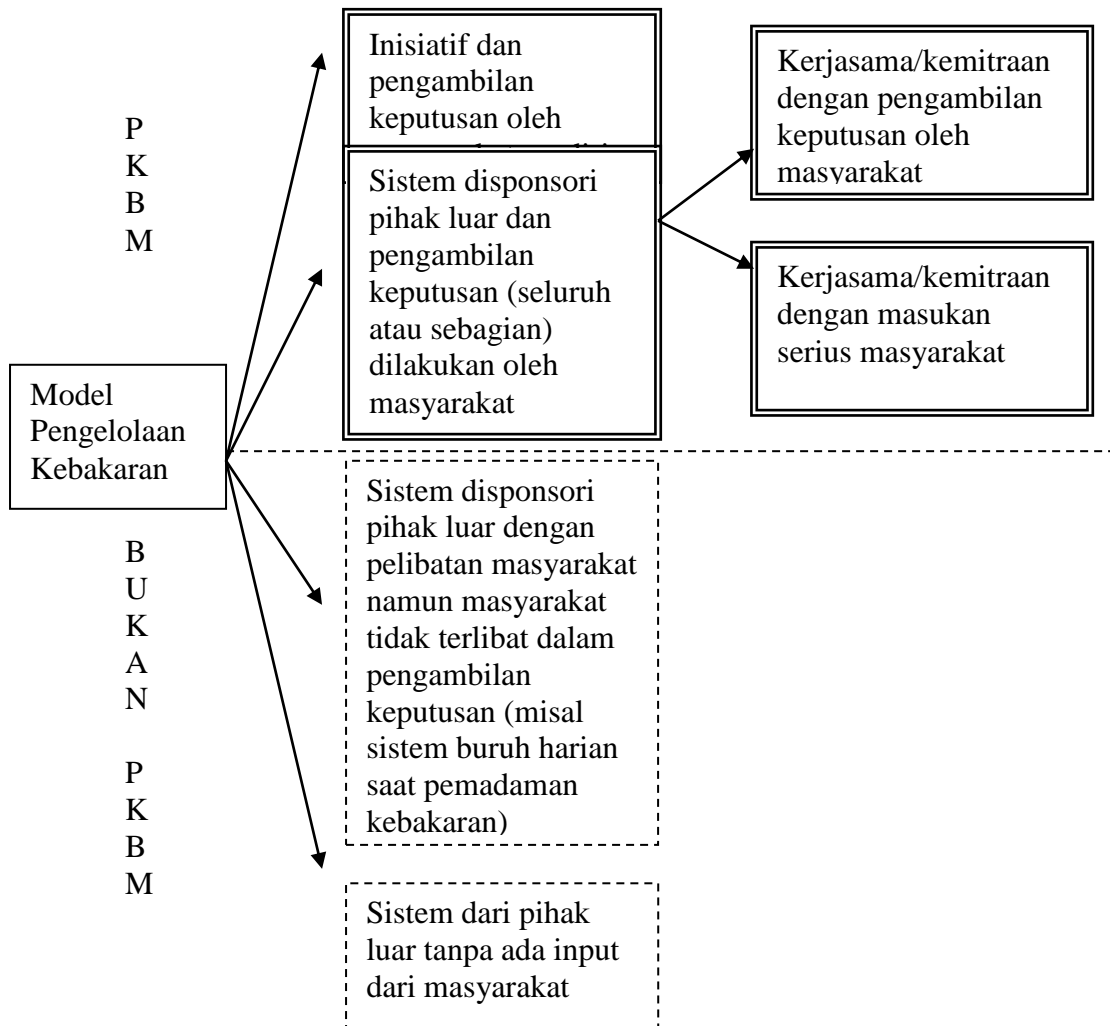 P
K
B
M
Inisiatif dan
pengambilan
keputusan oleh
Sistem disponsori
pihak luar dan
pengambilan
keputusan (seluruh
atau sebagian)
dilakukan oleh
masyarakat
Kerjasama/kemitraan
dengan pengambilan
keputusan oleh
masyarakat
Kerjasama/kemitraan
dengan masukan
serius masyarakat
Model
Pengelolaan
Kebakaran
B
U
K
A
N
P
K
B
M
Sistem disponsori
pihak luar dengan
pelibatan masyarakat
namun masyarakat
tidak terlibat dalam
pengambilan
keputusan (misal
sistem buruh harian
saat pemadaman
kebakaran)
Sistem dari pihak
luar tanpa ada input
dari masyarakat